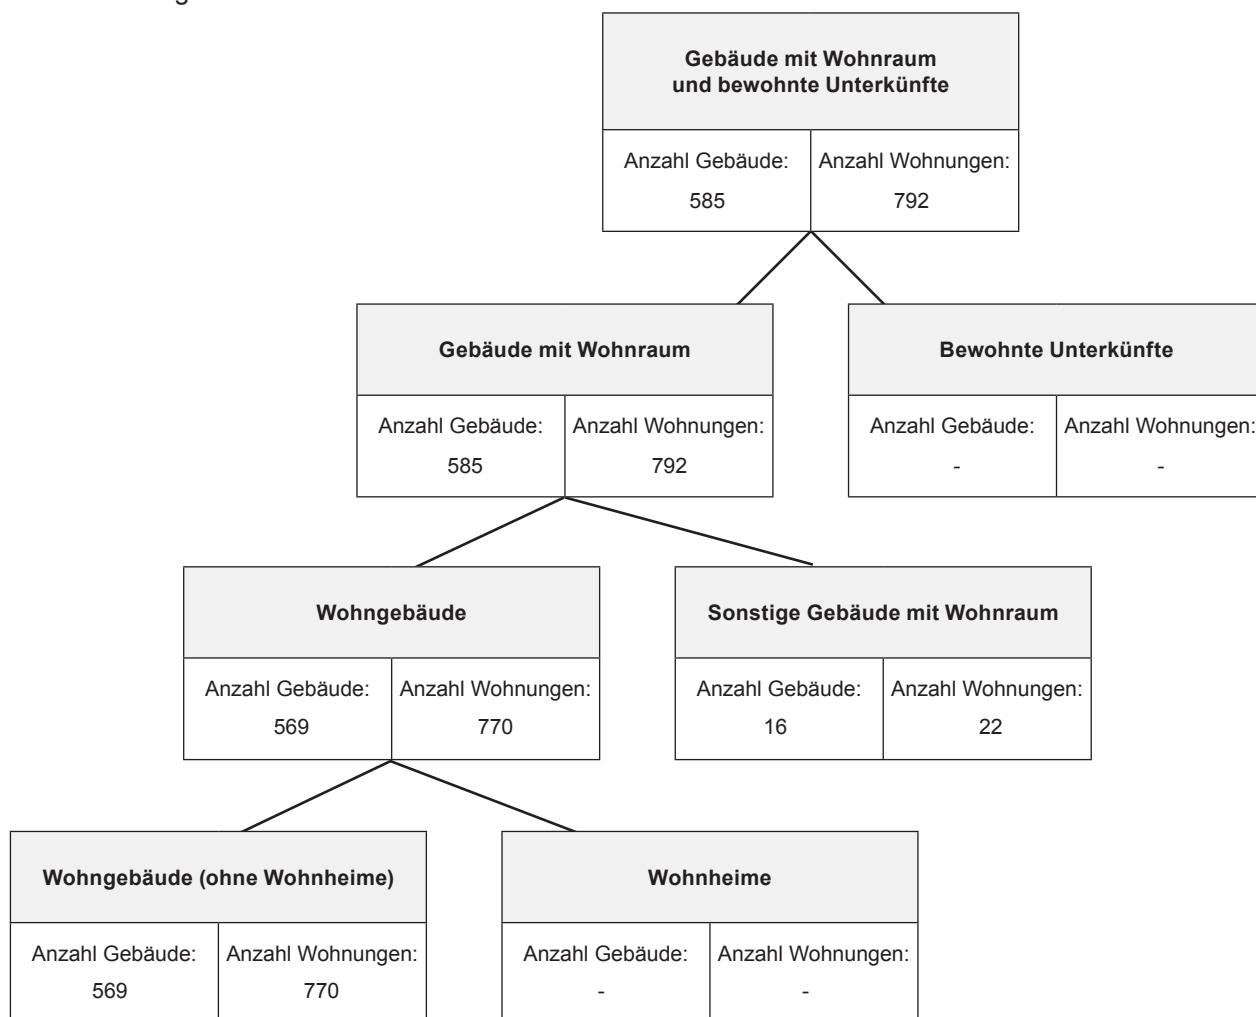 Gebäude mit Wohnraum
und bewohnte Unterkünfte
Anzahl Gebäude: Anzahl Wohnungen:
585 792
Gebäude mit Wohnraum
Anzahl Gebäude: Anzahl Wohnungen:
585 792
Bewohnte Unterkünfte
Anzahl Gebäude: Anzahl Wohnungen:
- -
Wohngebäude
Anzahl Gebäude: Anzahl Wohnungen:
569 770
Sonstige Gebäude mit Wohnraum
Anzahl Gebäude: Anzahl Wohnungen:
16 22
Wohngebäude (ohne Wohnheime)
Anzahl Gebäude: Anzahl Wohnungen:
569 770
Wohnheime
Anzahl Gebäude: Anzahl Wohnungen:
- -